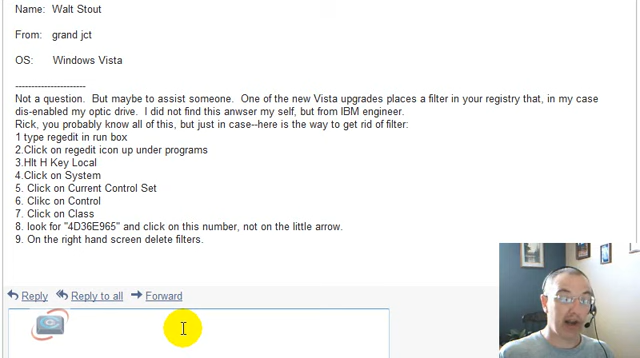 Name: Walt Stout
From: grand jct
OS: Windows Vista
----------------------
Not a question. But maybe to assist someone. One of the new Vista upgrades places a filter in your registry that, in my case
dis-enabled my optic drive. I did not find this anwser my self, but from IBM engineer.
Rick, you probably know all of this, but just in case--here is the way to get rid of filter:
1 type regedit in run box
2.Click on regedit icon up under programs
3.HIt H Key Local
4.Click on System
5. Click on Current Control Set
6. Clikc on Control
7. Click on Class
8. look for "4D36E965" and click on this number, not on the little arrow.
9. On the right hand screen delete filters.
Reply Reply to all Forward